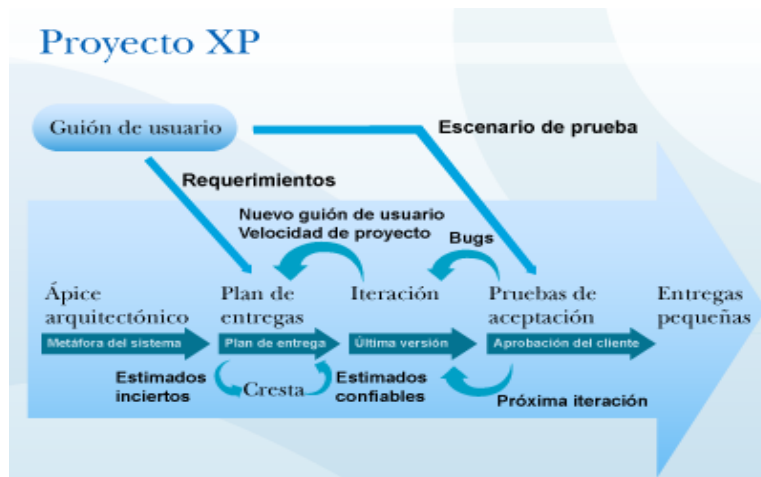 Proyecto XP
Guión de usuario
Escenario de prueba
Requerimientos
Nuevo guión de usuario
Velocidad de proyecto
Bugs
Ápice
arquitectónico
Plan de
entregas
Iteración
Pruebas de
aceptación
Entregas
pequeñas
Metáfora del sistema
Plan de entrega
Última versión
Aprobación del cliente
Estimados
inciertos
Cresta
Estimados
confiables
Próxima iteración